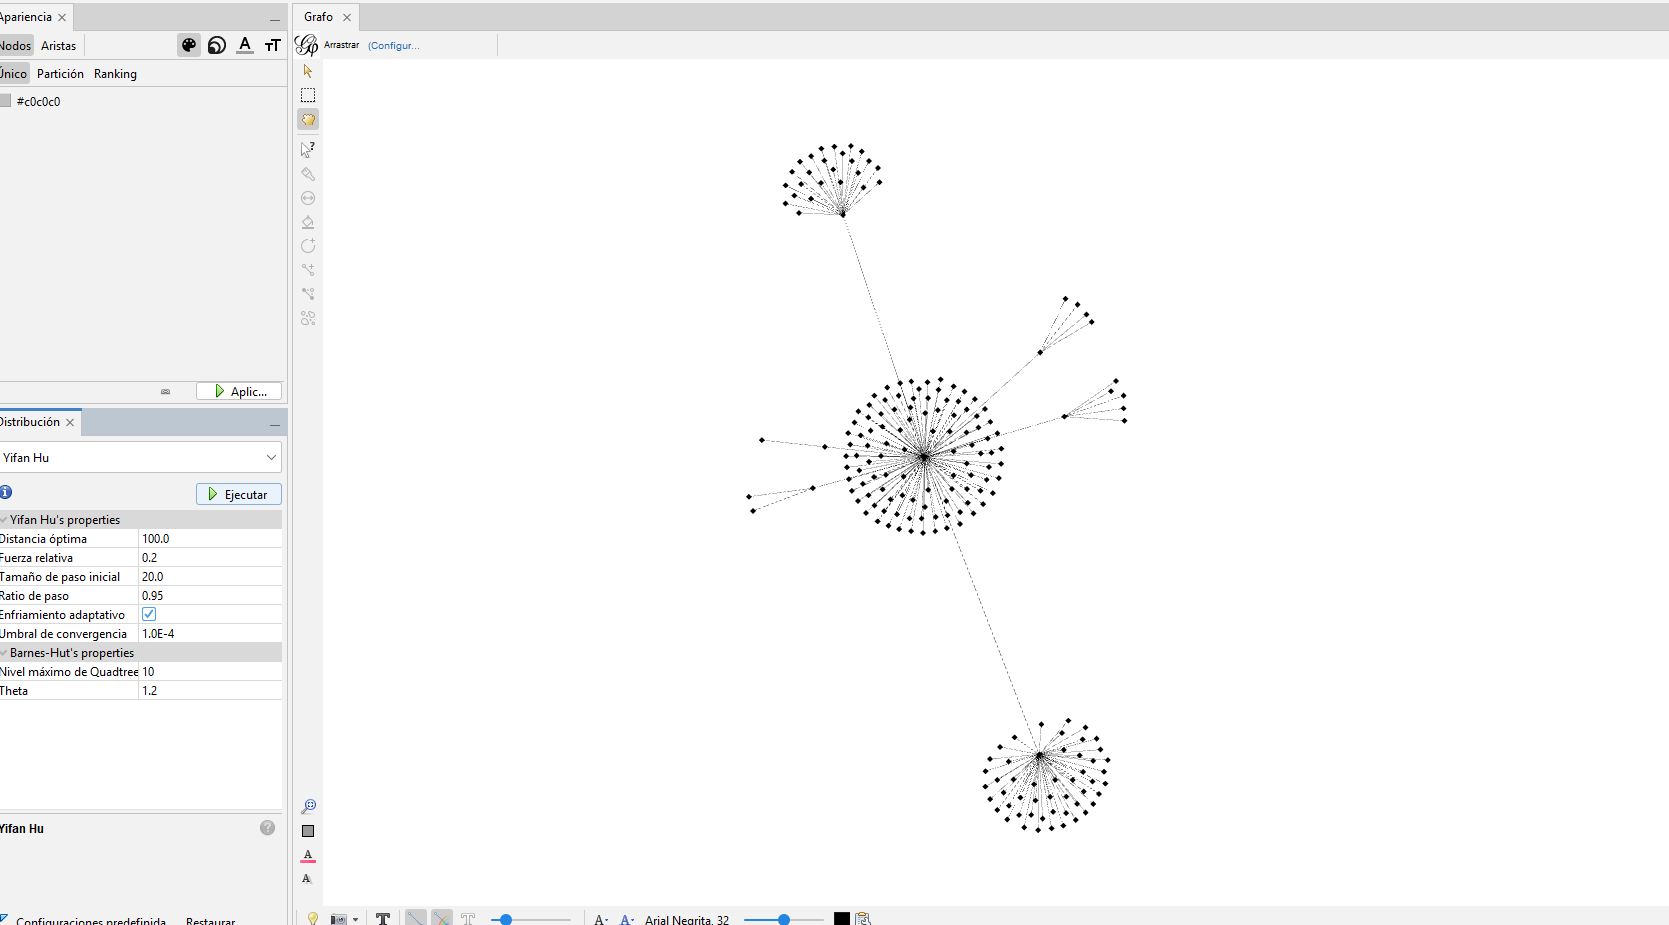 Apariencia
Nodos Aristas
Único Partición Ranking
#c0c0c0
Aplic...
Distribución
Yifan Hu
Ejecutar
Yifan Hu's properties
Distancia óptima 100.0
Fuerza relativa 0.2
Tamaño de paso inicial 20.0
Ratio de paso 0.95
Enfriamiento adaptativo
Umbral de convergencia 1.0E-4
Barnes-Hut's properties
Nivel máximo de Quadtree 10
Theta 1.2
Yifan Hu
Configuraciones predefinida... Restaurar
Grafo
Arrastrar (Configur...
Arial Negrita, 32